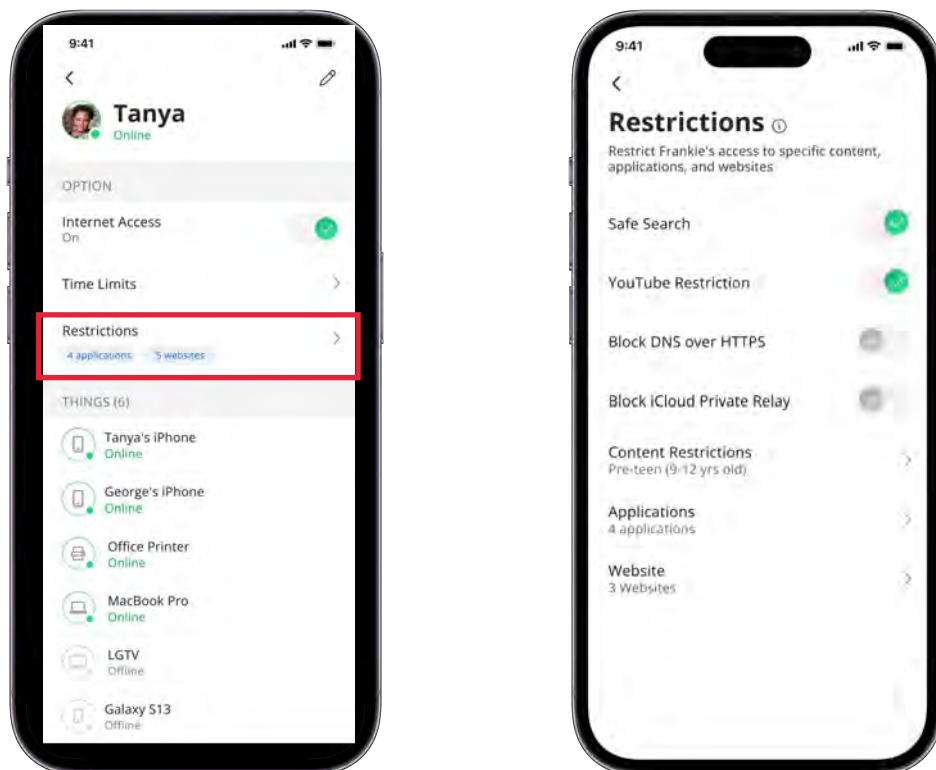 9:41
Tanya
Online
OPTION
Internet Access
On
Time Limits
Restrictions
4 applications 5 websites
THINGS (6)
Tanya's iPhone
Online
George's iPhone
Online
Office Printer
Online
MacBook Pro
Online
LGTV
Offline
Galaxy S13
Offline
9:41
Restrictions
Restrict Frankie's access to specific content,
applications, and websites
Safe Search
YouTube Restriction
Block DNS over HTTPS
Block iCloud Private Relay
Content Restrictions
Pre-teen (9-12 yrs old)
Applications
4 applications
Website
3 Websites